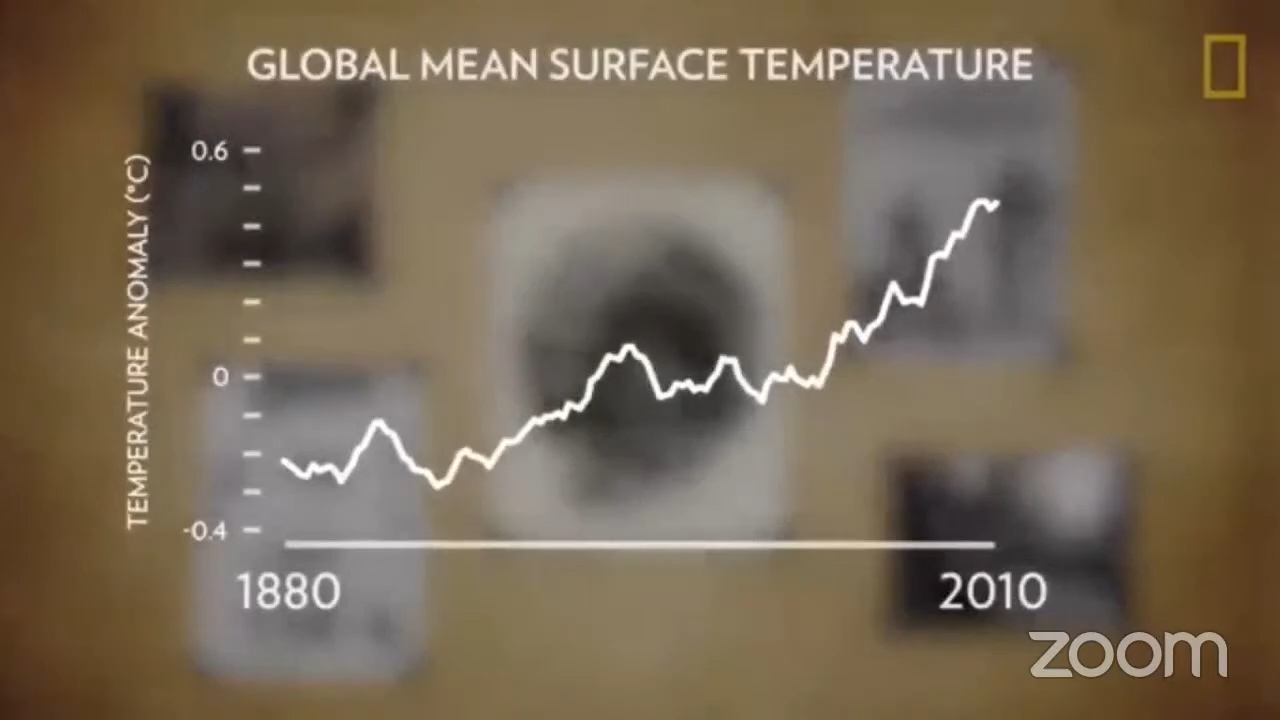 GLOBAL MEAN SURFACE TEMPERATURE
TEMPERATURE ANOMALY (°C)
0.6
0
-0.4
1880
2010
zoom